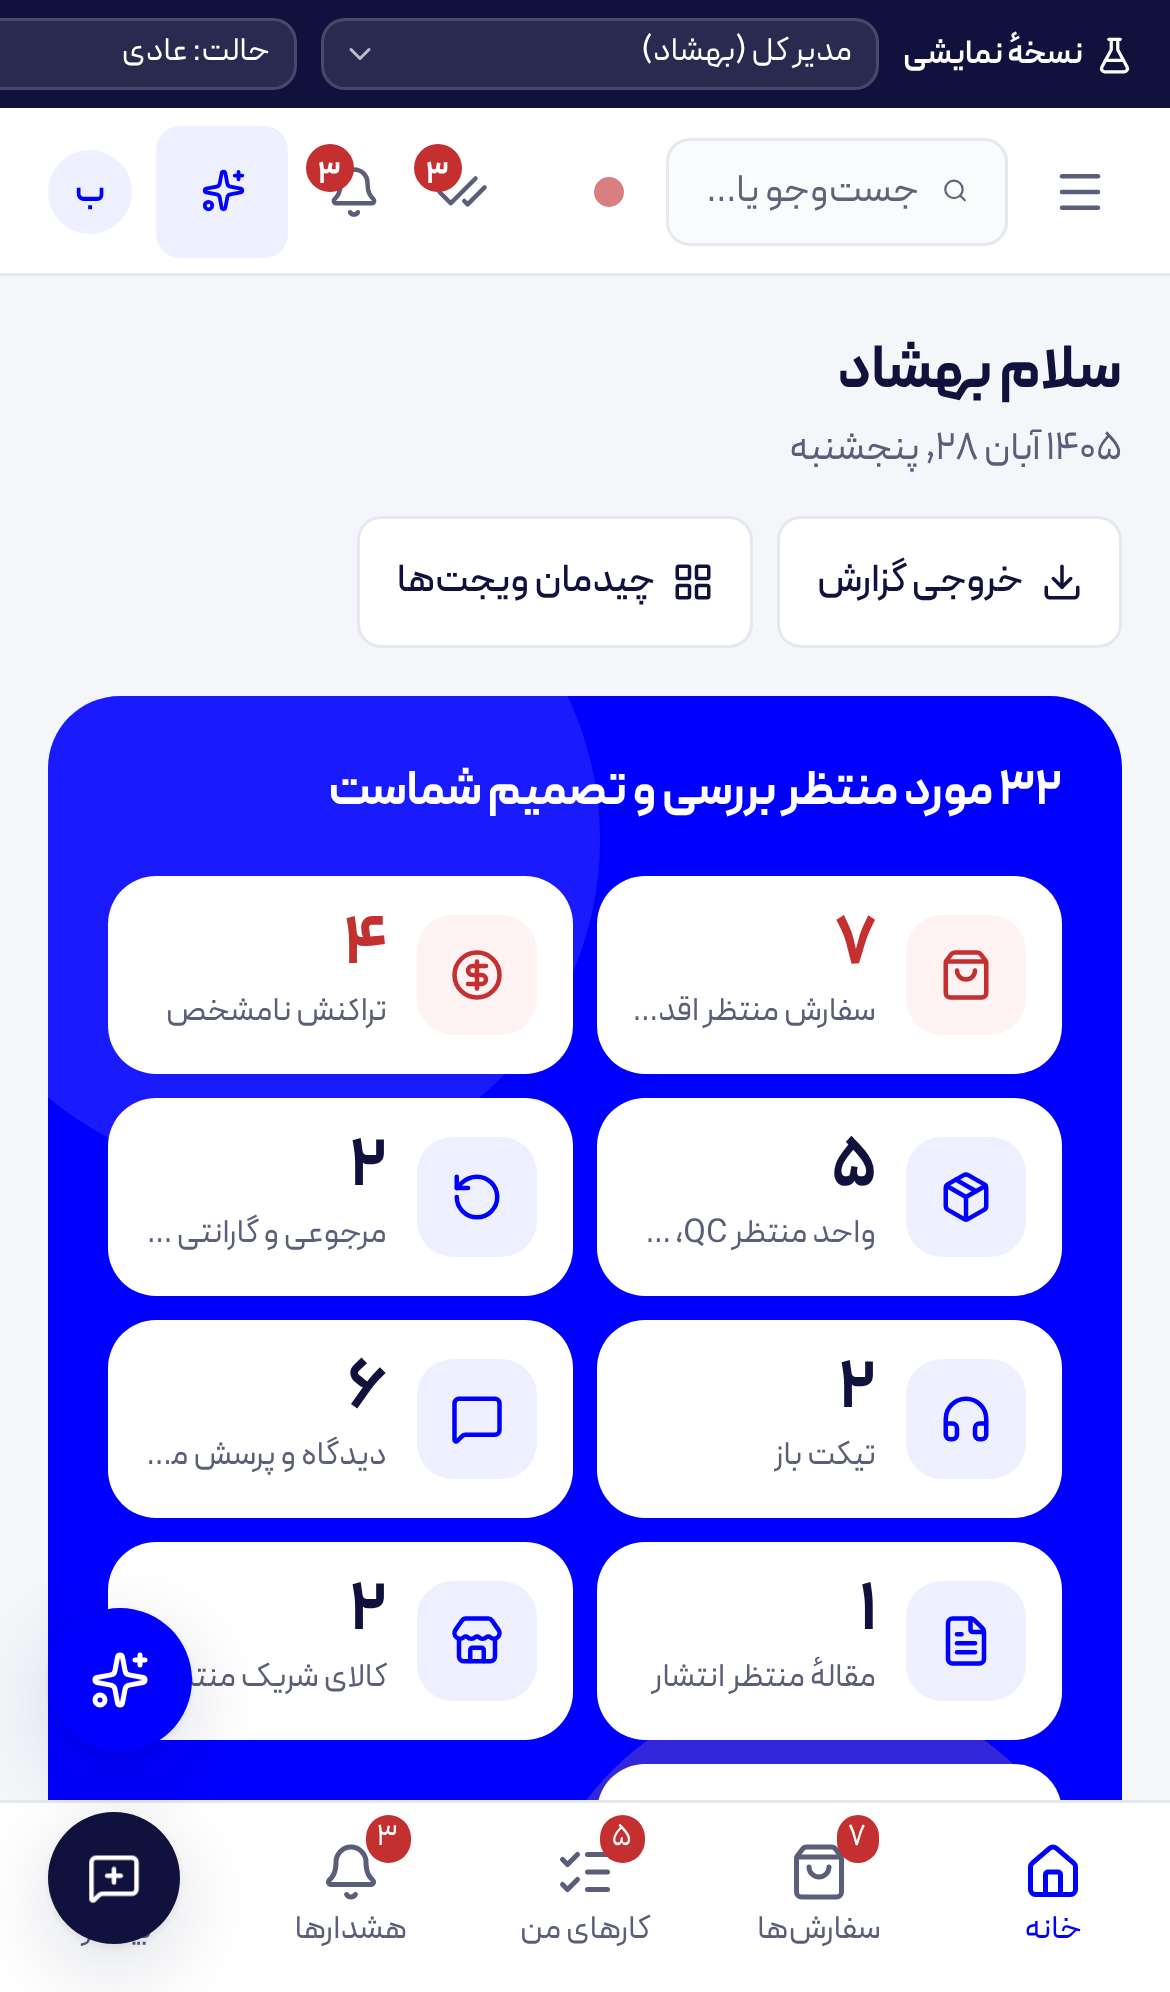 نسخهٔ نمایشی
مدیر کل (بهشاد)
حالت: عادی
جست‌وجو یا...
۳
۳
ب
سلام بهشاد
۱۴۰۵ آبان ۲۸, پنجشنبه
خروجی گزارش
چیدمان ویجت‌ها
۳۲ مورد منتظر بررسی و تصمیم شماست
۷
سفارش منتظر اقد...
۴
تراکنش نامشخص
۵
واحد منتظر QC، ...
۲
مرجوعی و گارانتی ...
۲
تیکت باز
۶
دیدگاه و پرسش م...
۱
مقالهٔ منتظر انتشار
۲
کالای شریک
۷
۵
۳
خانه
سفارش‌ها
کارهای من
هشدارها